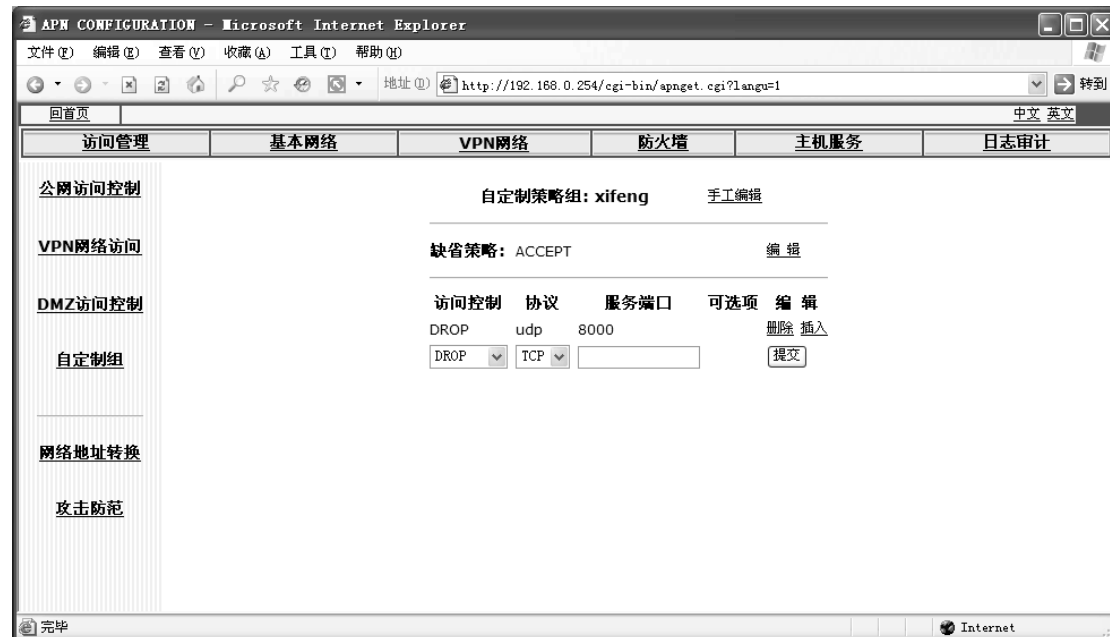 APN CONFIGURATION - Microsoft Internet Explorer
文件(F) 编辑(E) 查看(V) 收藏(A) 工具(T) 帮助(H)
地址(D) http://192.168.0.254/cgi-bin/apnget.cgi?langu=1 转到
回首页 中文 英文
访问管理 基本网络 VPN网络 防火墙 主机服务 日志审计
公网访问控制
VPN网络访问
DMZ访问控制
自定制组
网络地址转换
攻击防范
自定制策略组: xifeng 手工编辑
缺省策略: ACCEPT 编 辑
访问控制 协议 服务端口 可选项 编 辑
DROP udp 8000 删除 插入
DROP TCP 提交
完毕 Internet